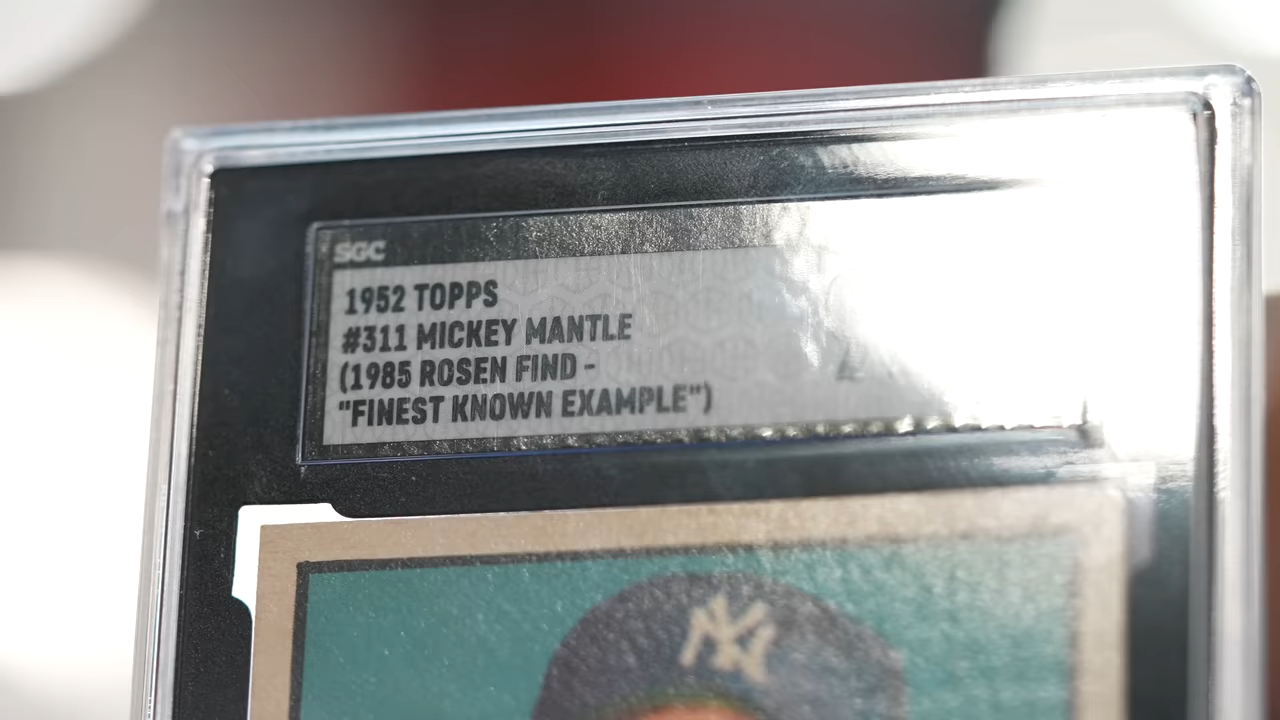 SGC
1952 TOPPS
#311 MICKEY MANTLE
(1985 ROSEN FIND -
"FINEST KNOWN EXAMPLE")
NY